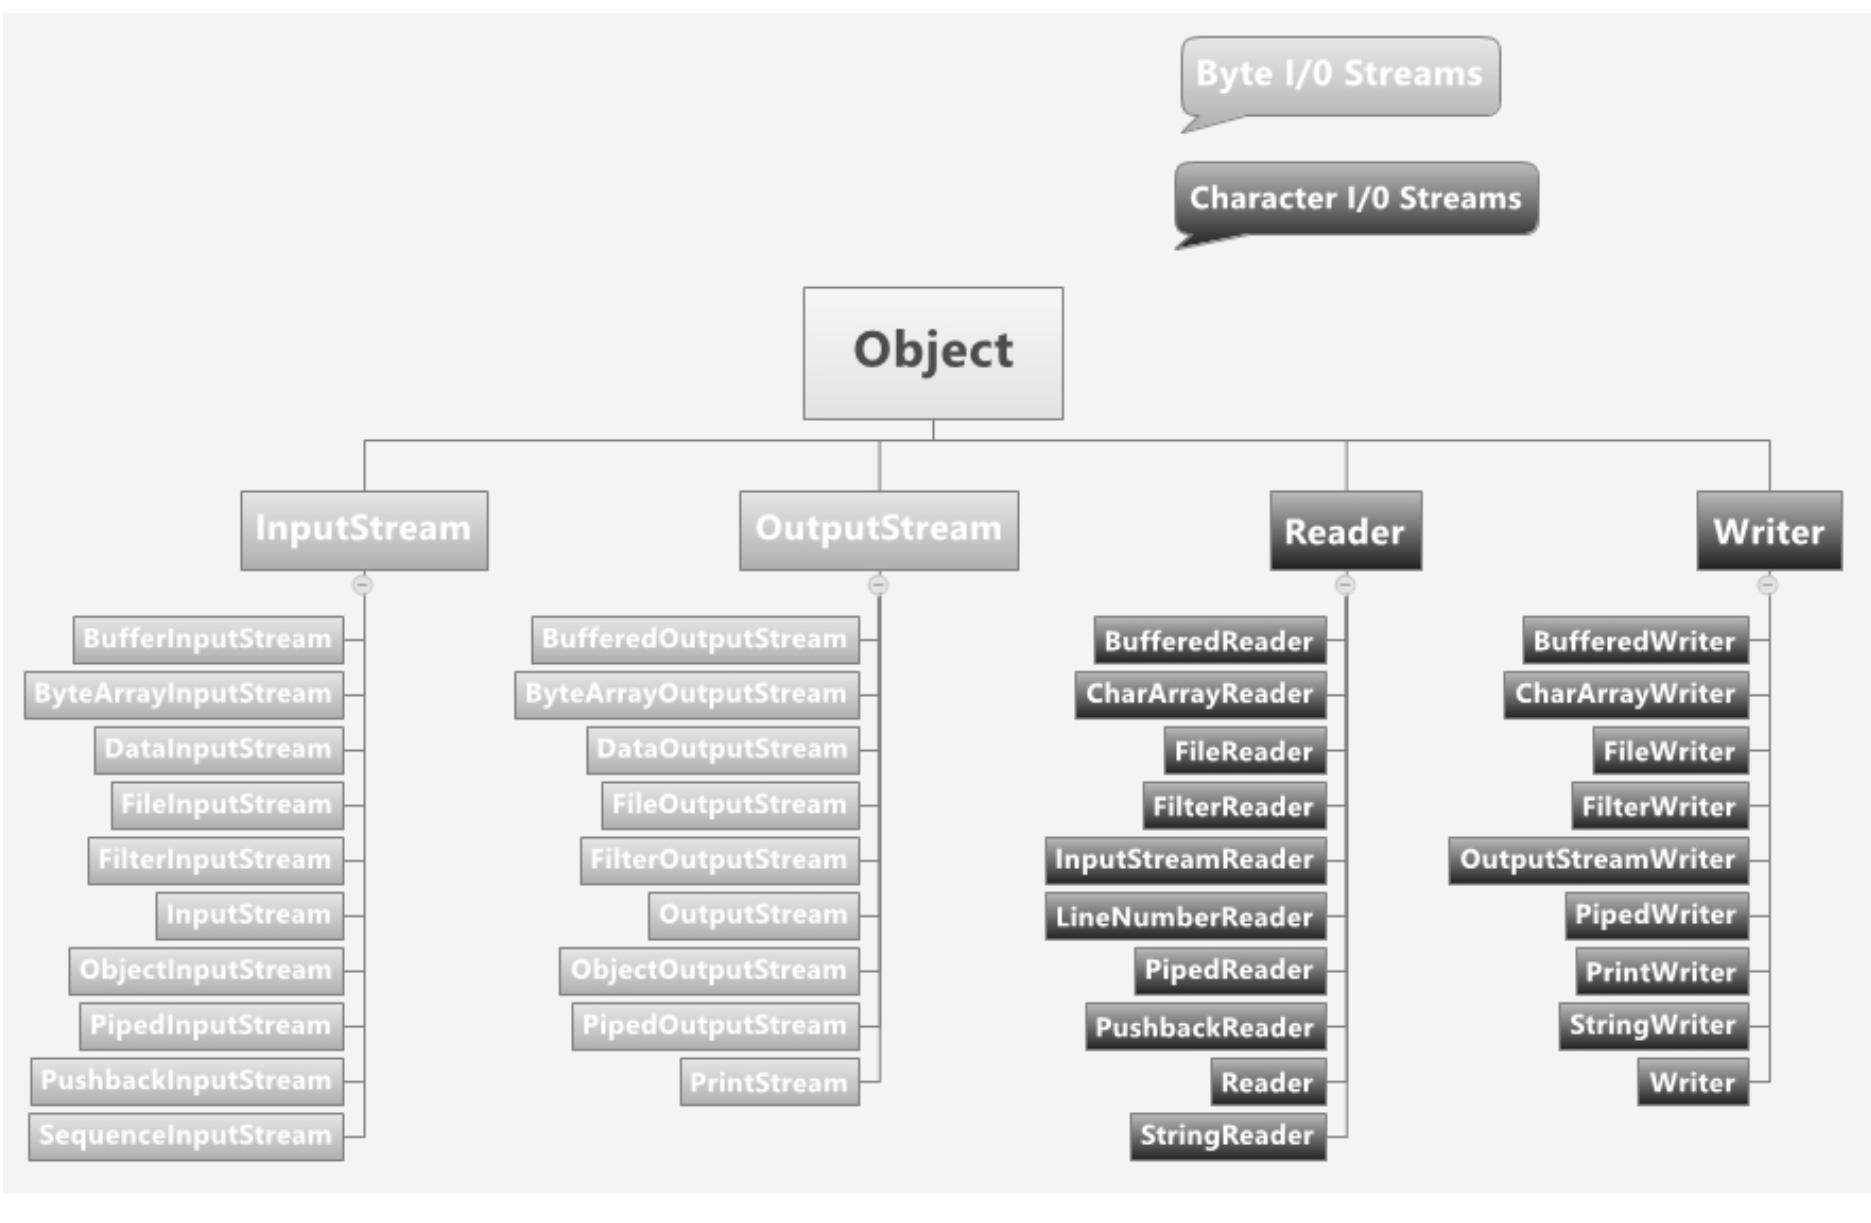 Byte I/0 Streams
Character I/0 Streams
Object
InputStream
BufferInputStream
ByteArrayInputStream
DataInputStream
FileInputStream
FilterInputStream
InputStream
ObjectInputStream
PipedInputStream
PushbackInputStream
SequenceInputStream
OutputStream
BufferedOutputStream
ByteArrayOutputStream
DataOutputStream
FileOutputStream
FilterOutputStream
OutputStream
ObjectOutputStream
PipedOutputStream
PrintStream
Reader
BufferedReader
CharArrayReader
FileReader
FilterReader
InputStreamReader
LineNumberReader
PipedReader
PushbackReader
Reader
StringReader
Writer
BufferedWriter
CharArrayWriter
FileWriter
FilterWriter
OutputStreamWriter
PipedWriter
PrintWriter
StringWriter
Writer